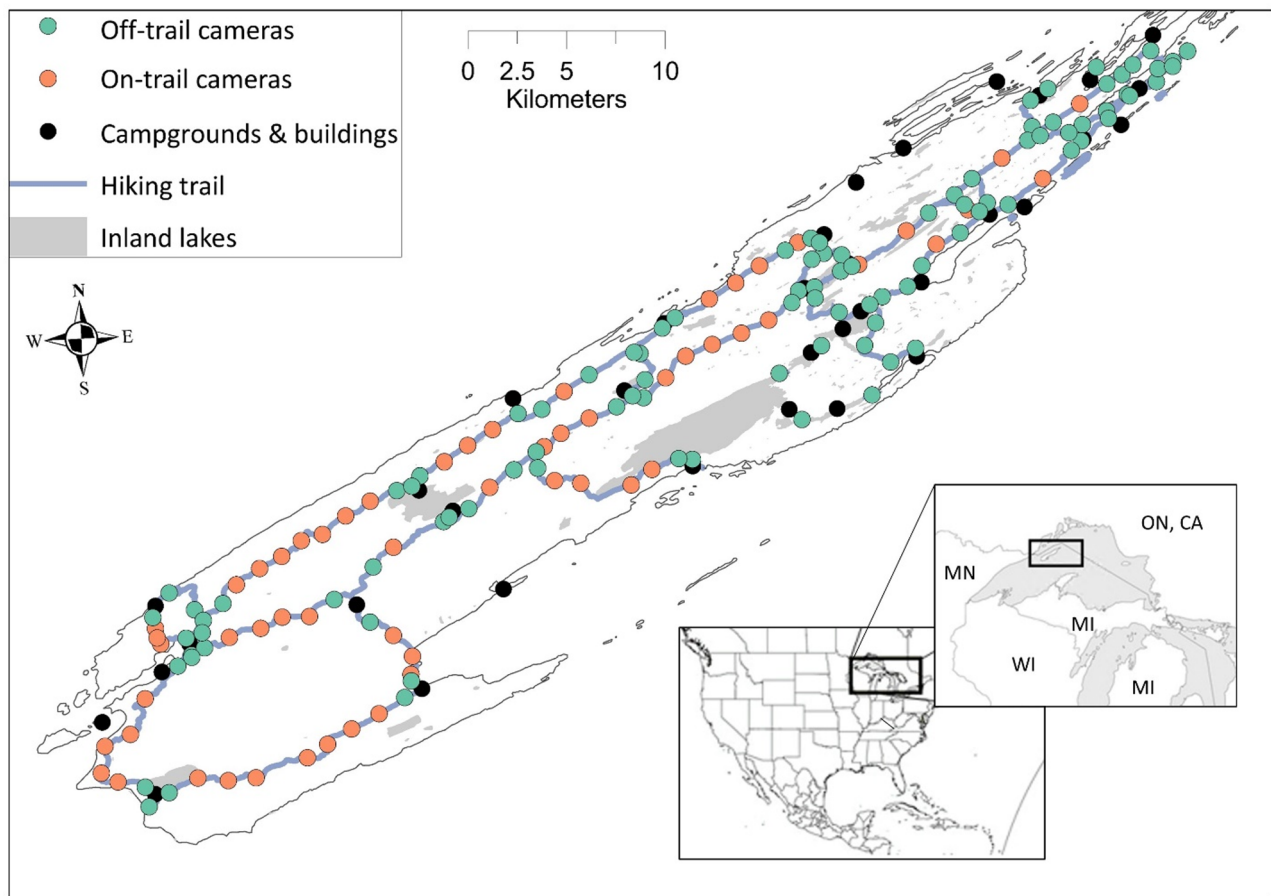 Off-trail cameras
On-trail cameras
Campgrounds & buildings
Hiking trail
Inland lakes
0 2.5 5 10
Kilometers
N
W E
S
ON, CA
MN
MI
WI
MI